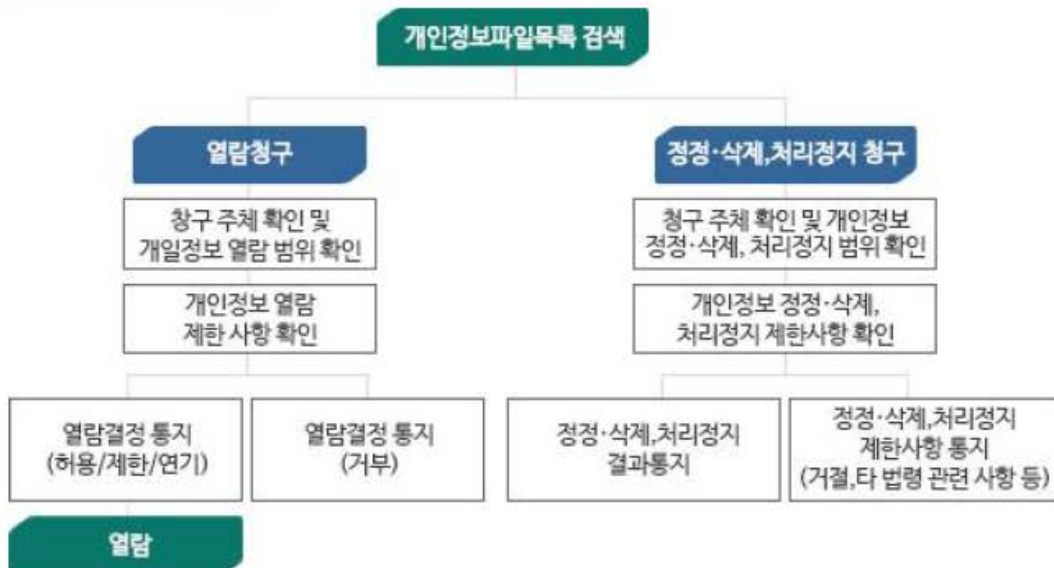 개인정보파일목록 검색
열람청구
정정·삭제,처리정지 청구
창구 주체 확인 및
개일정보 열람 범위 확인
청구 주체 확인 및 개인정보
정정·삭제, 처리정지 범위 확인
개인정보 열람
제한 사항 확인
개인정보 정정·삭제,
처리정지 제한사항 확인
열람결정 통지
(허용/제한/연기)
열람결정 통지
(거부)
정정·삭제,처리정지
결과통지
정정·삭제,처리정지
제한사항 통지
(거절,타 법령 관련 사항 등)
열람